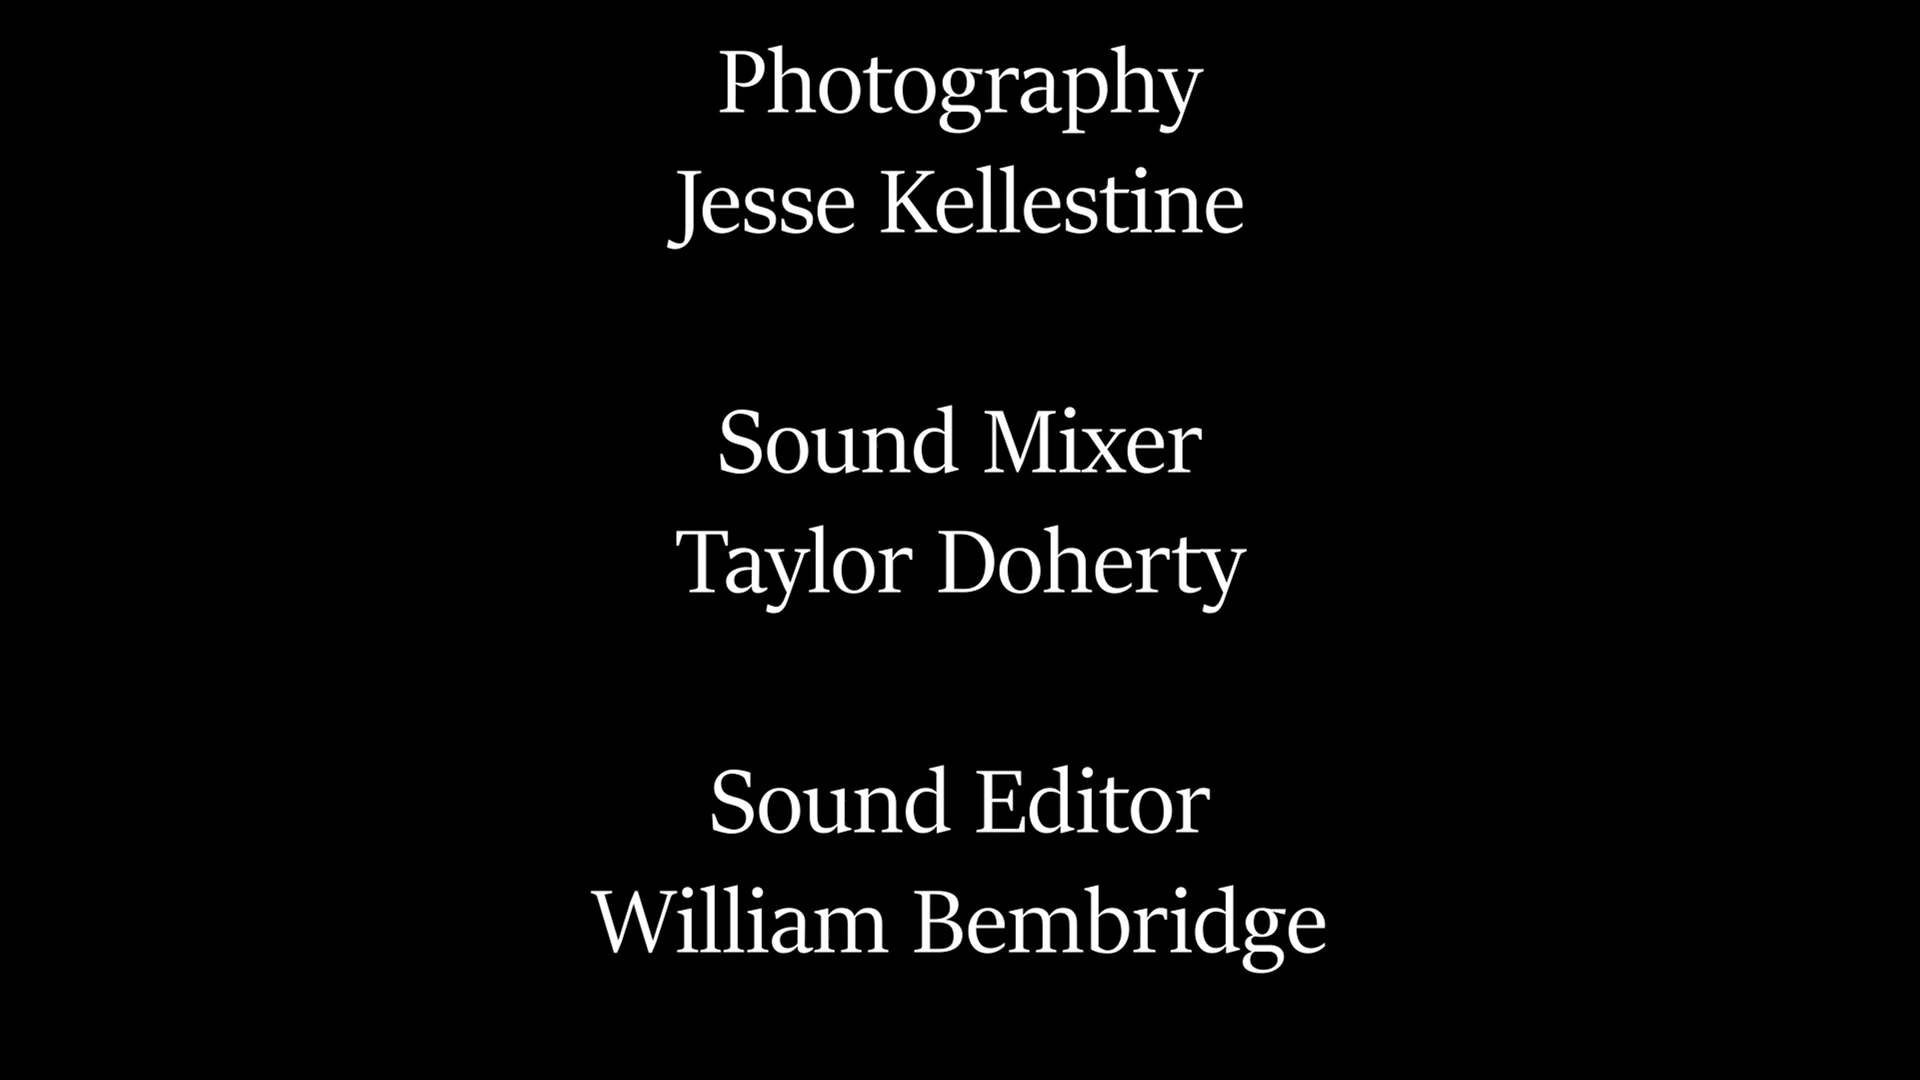 Photography
Jesse Kellestine
Sound Mixer
Taylor Doherty
Sound Editor
William Bembridge